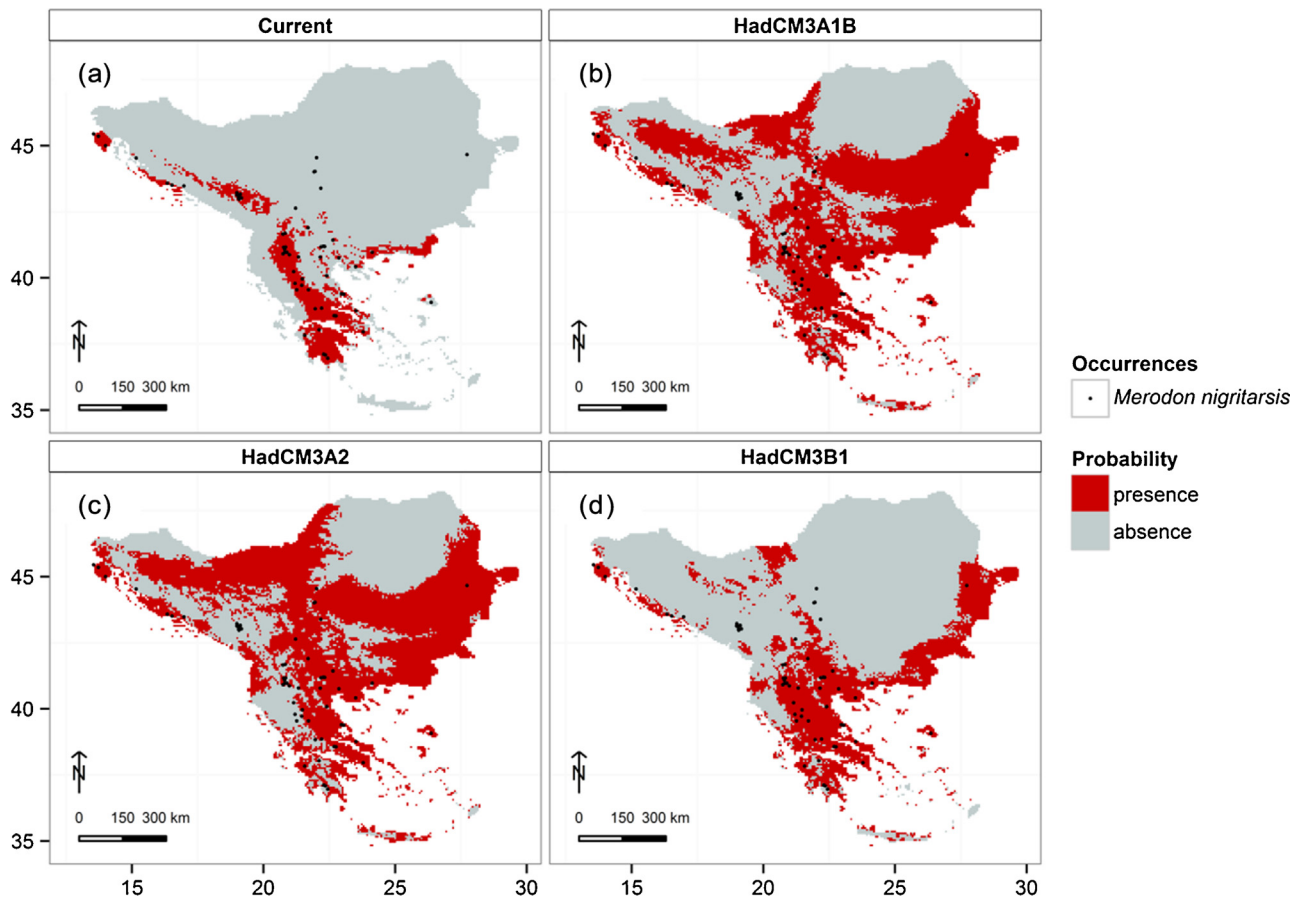 Current
HadCM3A1B
(a)
(b)
45
40
35
N
0 150 300 km
N
0 150 300 km
HadCM3A2
HadCM3B1
(c)
(d)
45
40
35
N
0 150 300 km
N
0 150 300 km
15 20 25 30
15 20 25 30
Occurrences
Merodon nigritarsis
Probability
presence
absence